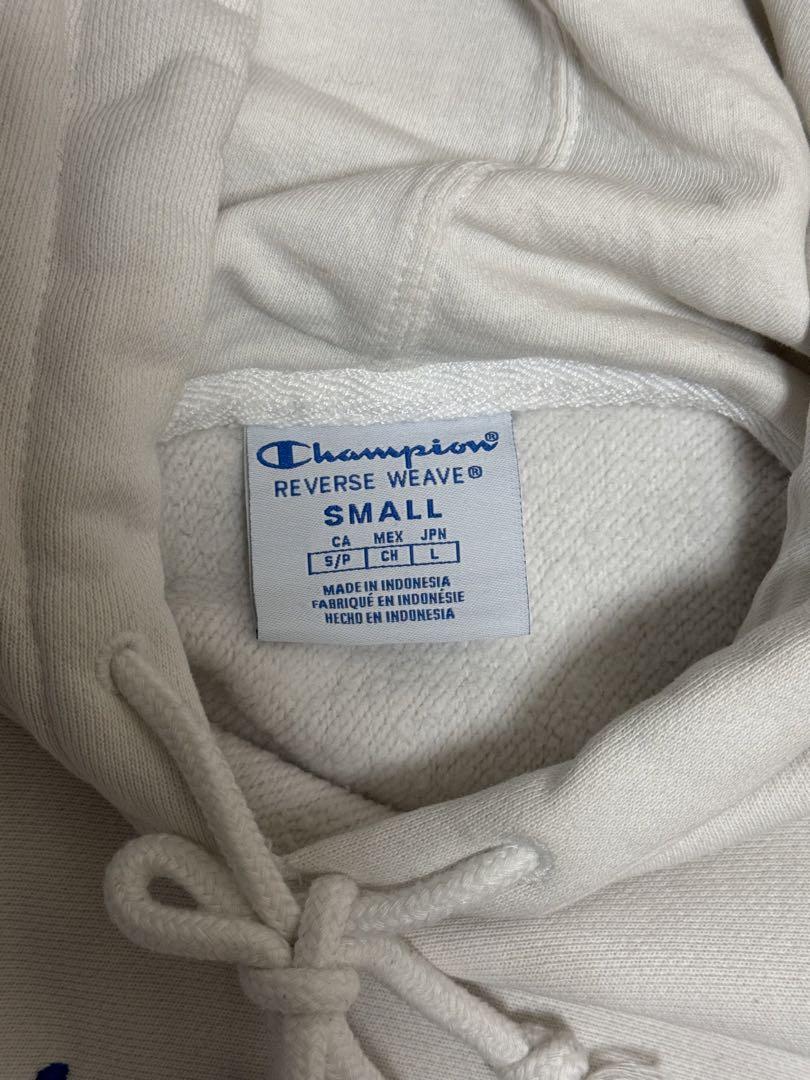 Champion®
REVERSE WEAVE®
SMALL
CA MEX JPN
S/P CH L
MADE IN INDONESIA
FABRIQUÉ EN INDONÉSIE
HECHO EN INDONESIA